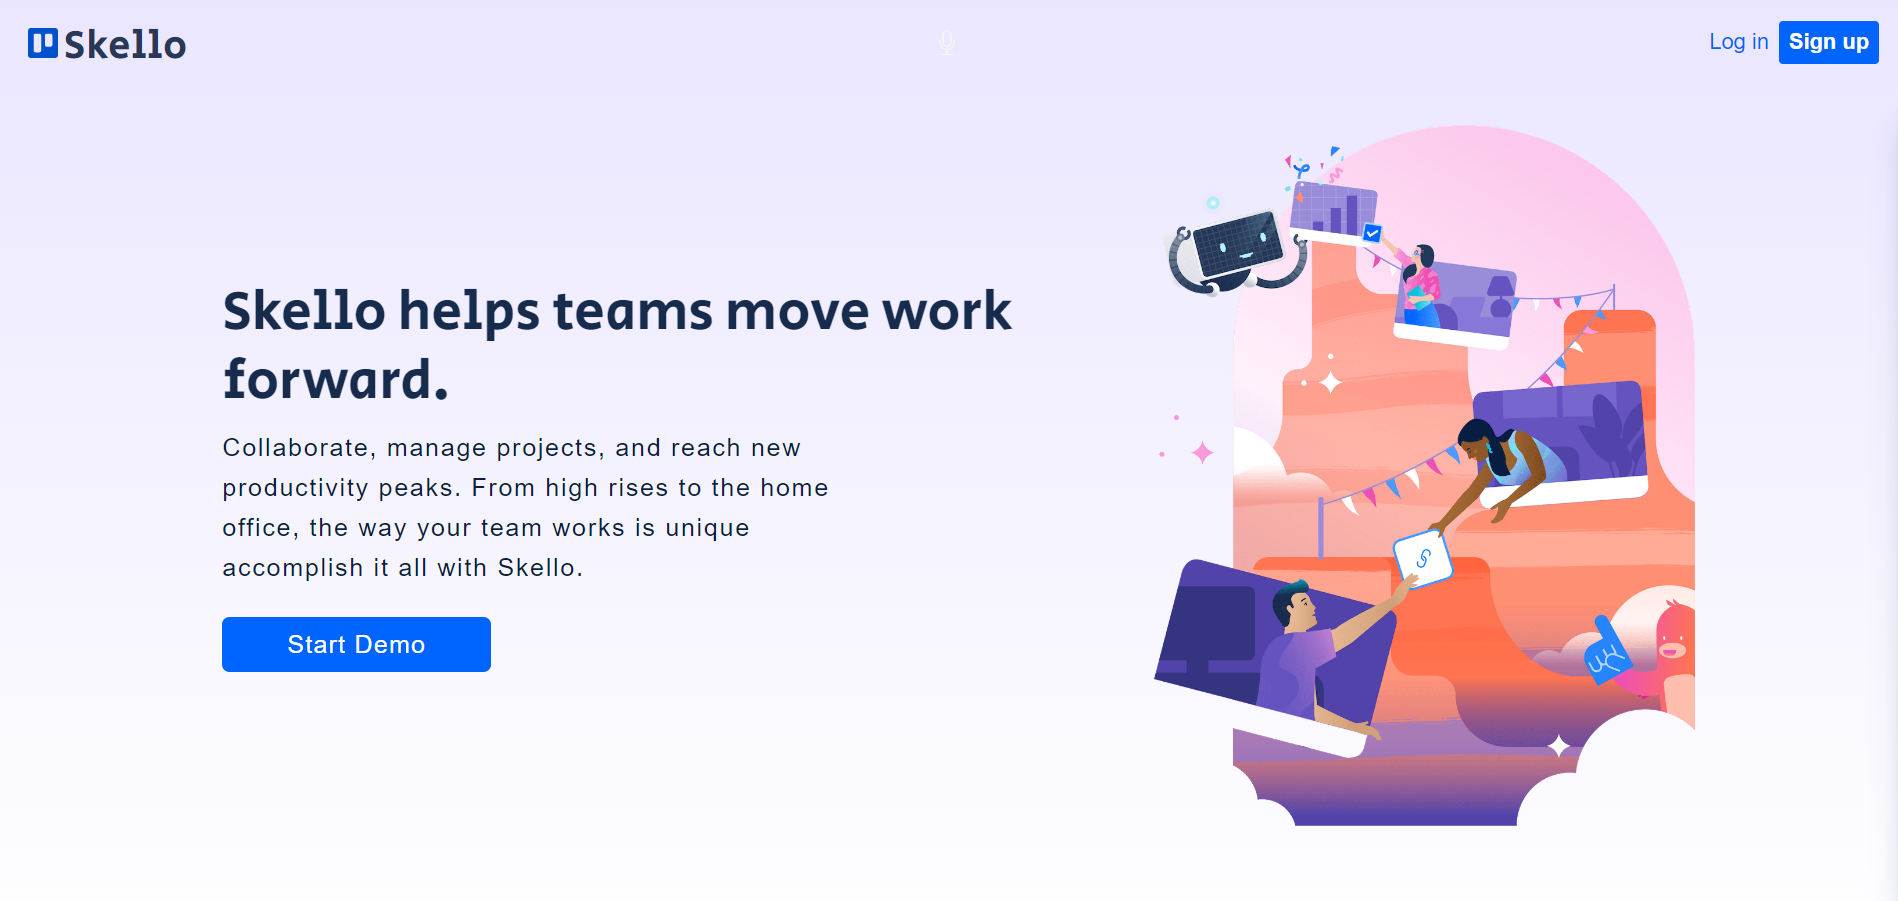 Skello
Log in
Sign up
Skello helps teams move work
forward.
Collaborate, manage projects, and reach new
productivity peaks. From high rises to the home
office, the way your team works is unique
accomplish it all with Skello.
Start Demo